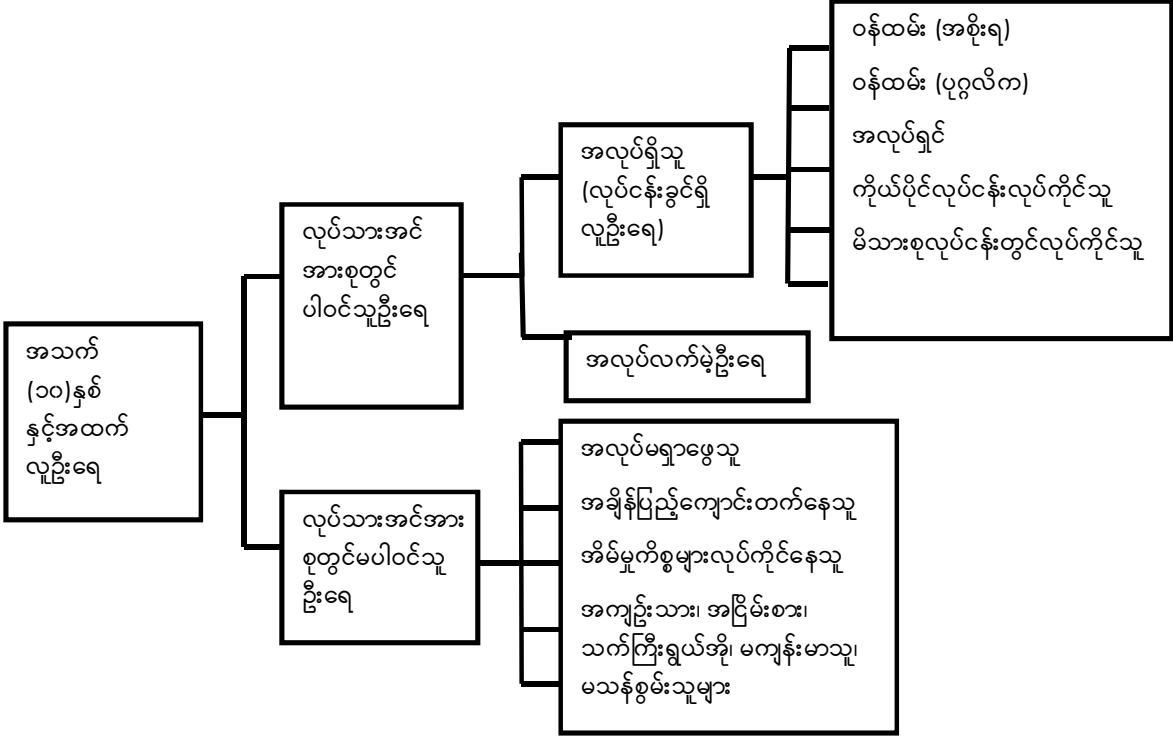 အသက်
(၁၀)နှစ်
နှင့်အထက်
လူဦးရေ
လုပ်သားအင်
အားစုတွင်
ပါဝင်သူဦးရေ
အလုပ်ရှိသူ
(လုပ်ငန်းခွင်ရှိ
လူဦးရေ)
ဝန်ထမ်း (အစိုးရ)
ဝန်ထမ်း (ပုဂ္ဂလိက)
အလုပ်ရှင်
ကိုယ်ပိုင်လုပ်ငန်းလုပ်ကိုင်သူ
မိသားစုလုပ်ငန်းတွင်လုပ်ကိုင်သူ
အလုပ်လက်မဲ့ဦးရေ
လုပ်သားအင်အား
စုတွင်မပါဝင်သူ
ဦးရေ
အလုပ်မရှာဖွေသူ
အချိန်ပြည့်ကျောင်းတက်နေသူ
အိမ်မှုကိစ္စများလုပ်ကိုင်နေသူ
အကျဥ်းသား၊ အငြိမ်းစား၊
သက်ကြီးရွယ်အို၊ မကျန်းမာသူ၊
မသန်စွမ်းသူများ